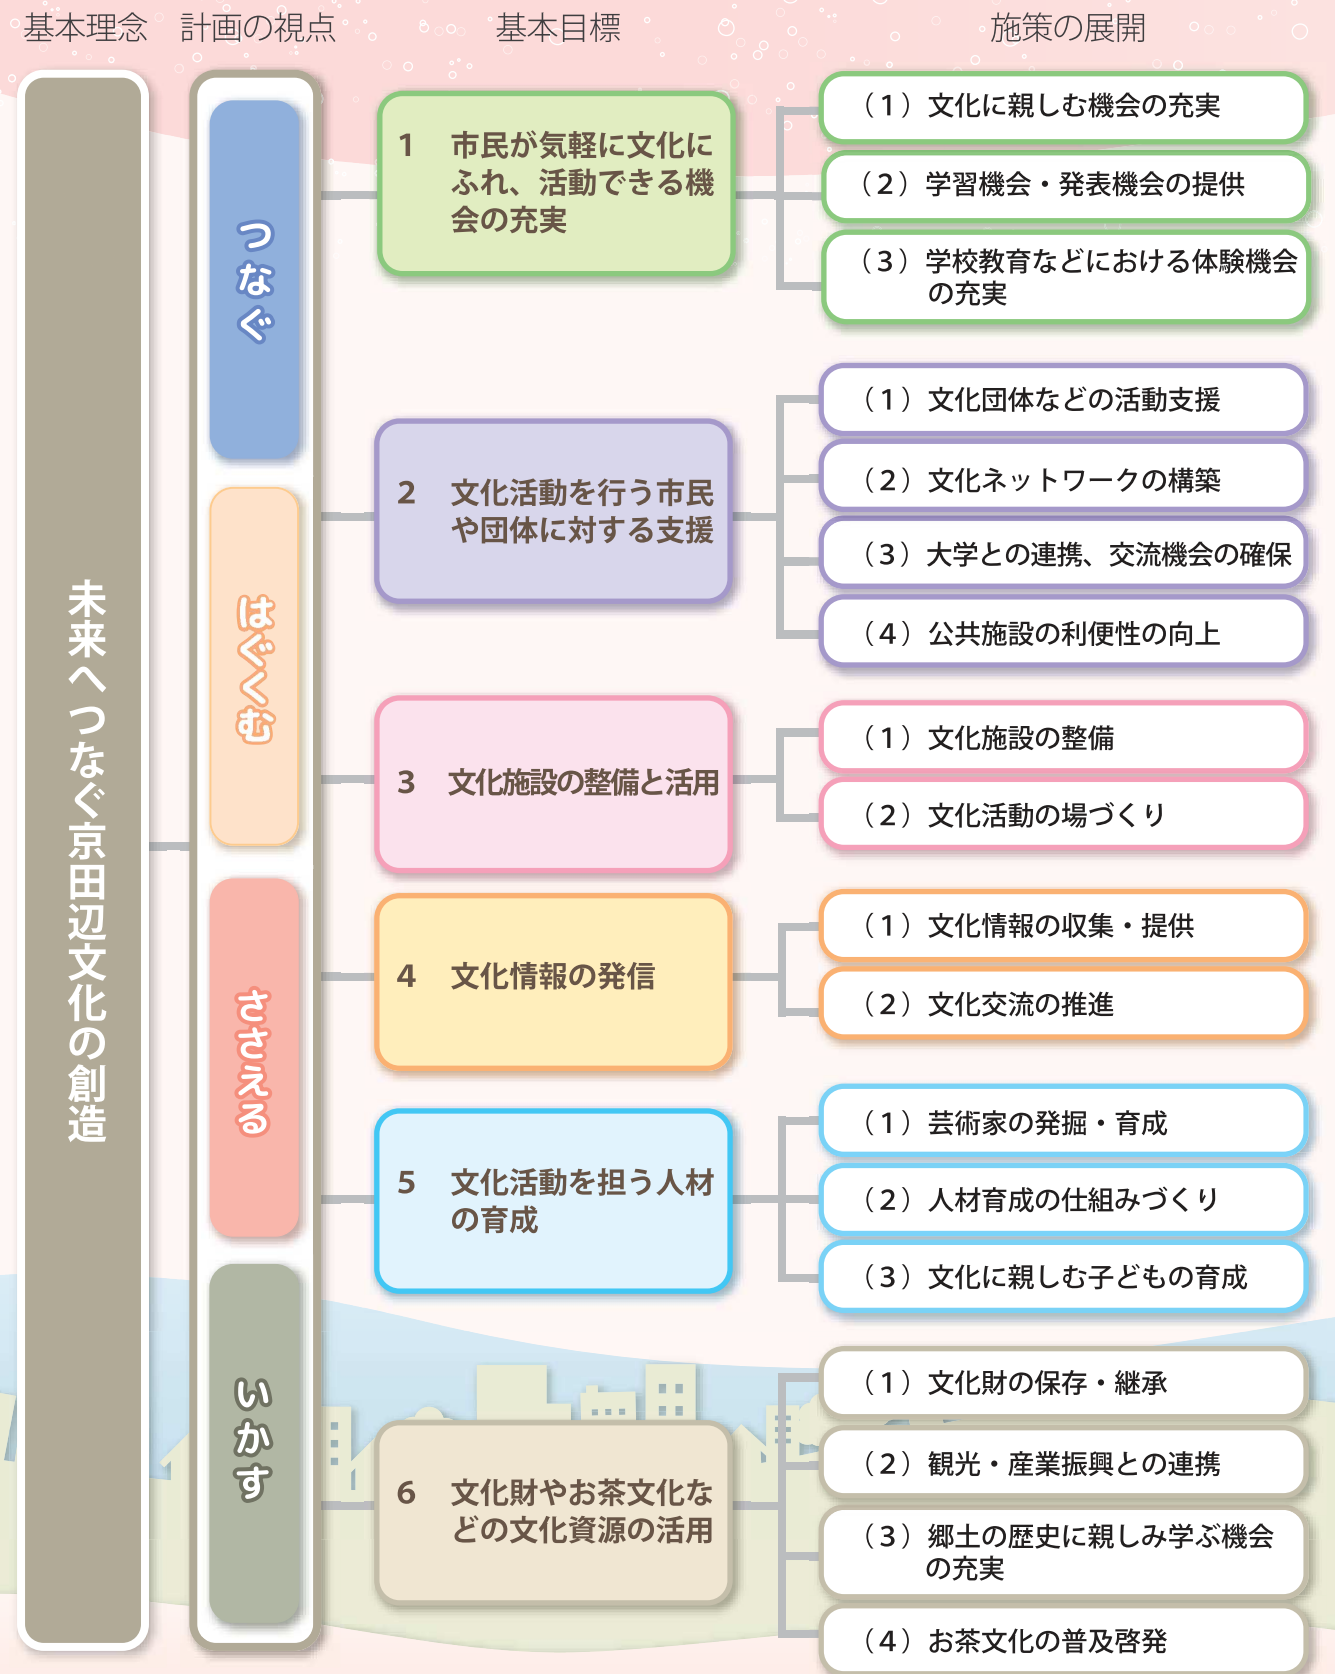 基本理念
計画の視点
基本目標
施策の展開
未来へつなぐ京田辺文化の創造
つなぐ
はぐくむ
ささえる
いかす
1 市民が気軽に文化に
ふれ、活動できる機
会の充実
（1）文化に親しむ機会の充実
（2）学習機会・発表機会の提供
（3）学校教育などにおける体験機会
の充実
2 文化活動を行う市民
や団体に対する支援
（1）文化団体などの活動支援
（2）文化ネットワークの構築
（3）大学との連携、交流機会の確保
（4）公共施設の利便性の向上
3 文化施設の整備と活用
（1）文化施設の整備
（2）文化活動の場づくり
4 文化情報の発信
（1）文化情報の収集・提供
（2）文化交流の推進
5 文化活動を担う人材
の育成
（1）芸術家の発掘・育成
（2）人材育成の仕組みづくり
（3）文化に親しむ子どもの育成
6 文化財やお茶文化な
どの文化資源の活用
（1）文化財の保存・継承
（2）観光・産業振興との連携
（3）郷土の歴史に親しみ学ぶ機会
の充実
（4）お茶文化の普及啓発